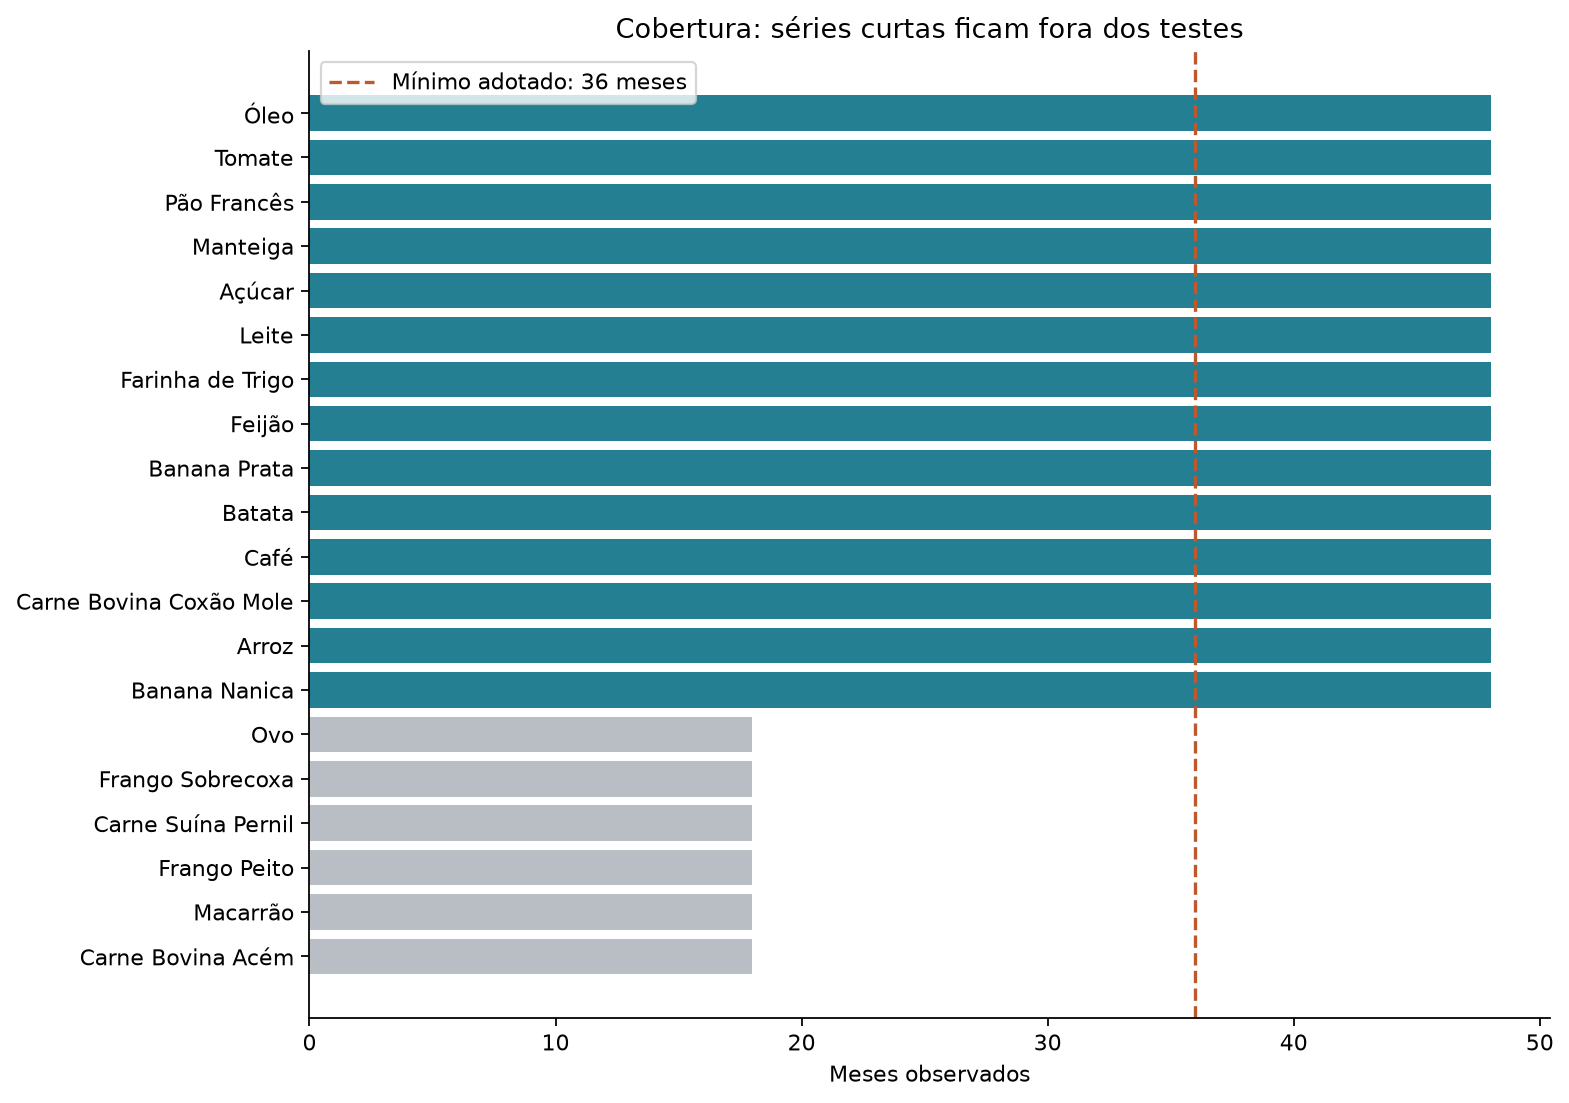 Cobertura: séries curtas ficam fora dos testes
Mínimo adotado: 36 meses
Óleo
Tomate
Pão Francês
Manteiga
Açúcar
Leite
Farinha de Trigo
Feijão
Banana Prata
Batata
Café
Carne Bovina Coxão Mole
Arroz
Banana Nanica
Ovo
Frango Sobrecoxa
Carne Suína Pernil
Frango Peito
Macarrão
Carne Bovina Acém
0 10 20 30 40 50
Meses observados